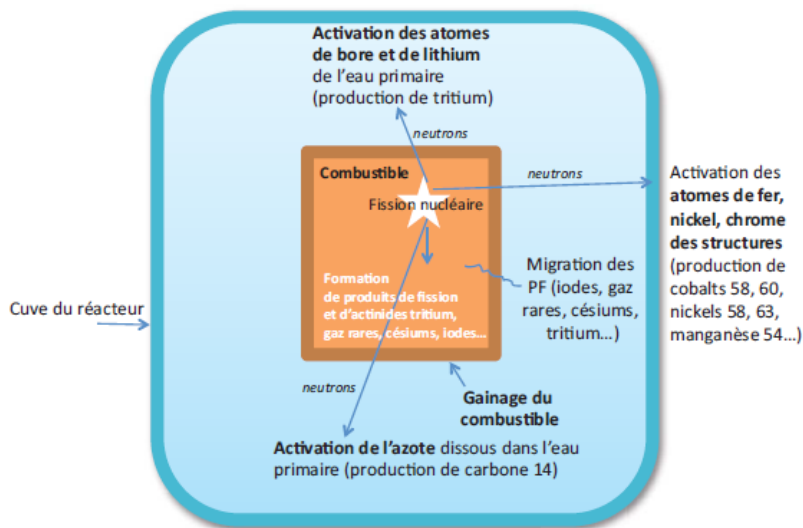 Activation des atomes
de bore et de lithium
de l'eau primaire
(production de tritium)
neutrons
neutrons
Combustible
Fission nucléaire
Activation des
atomes de fer,
nickel, chrome
des structures
(production de
cobalts 58, 60,
nickels 58, 63,
manganèse 54...)
Formation
de produits de fission
et d'actinides tritium,
gaz rares, césiums, iodes...
Migration des
PF (iodes, gaz
rares, césiums,
tritium...)
Cuve du réacteur
neutrons
Gainage du
combustible
Activation de l'azote dissous dans l'eau
primaire (production de carbone 14)